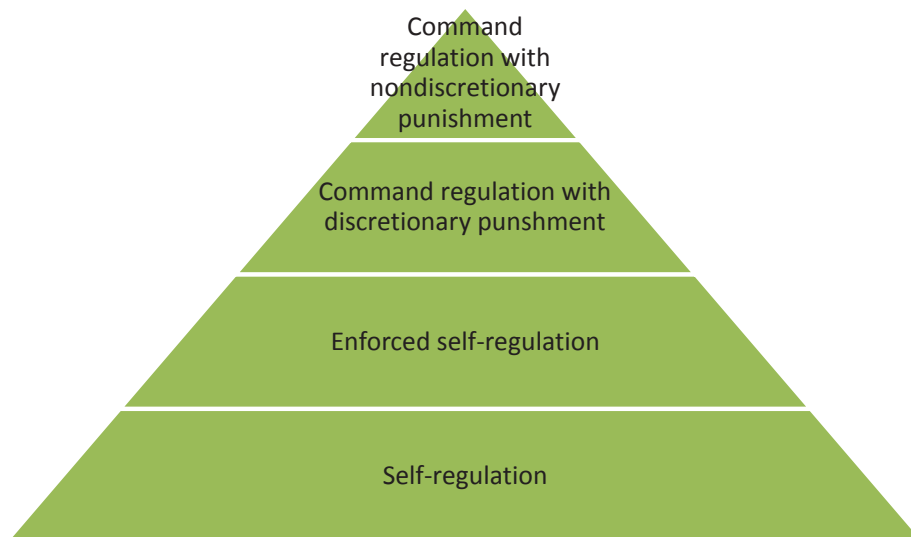 Command
regulation with
nondiscretionary
punishment
Command regulation with
discretionary punshment
Enforced self-regulation
Self-regulation